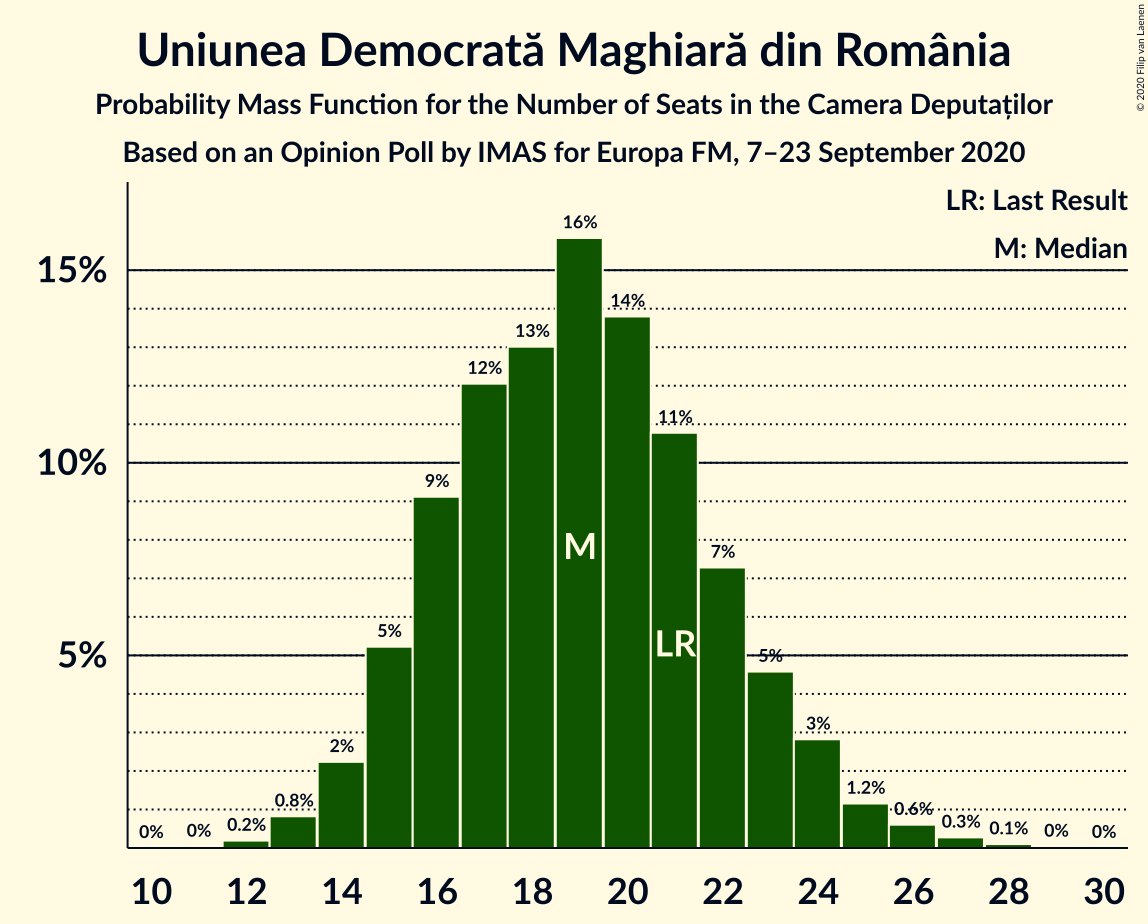 Uniunea Democrată Maghiară din România
Probability Mass Function for the Number of Seats in the Camera Deputaților
Based on an Opinion Poll by IMAS for Europa FM, 7–23 September 2020
© 2020 Filip van Laenen
LR: Last Result
M: Median
15%
10%
5%
0%
0%
0.2%
0.8%
2%
5%
9%
12%
13%
16%
14%
11%
7%
5%
3%
1.2%
0.6%
0.3%
0.1%
0%
0%
M
LR
10 12 14 16 18 20 22 24 26 28 30